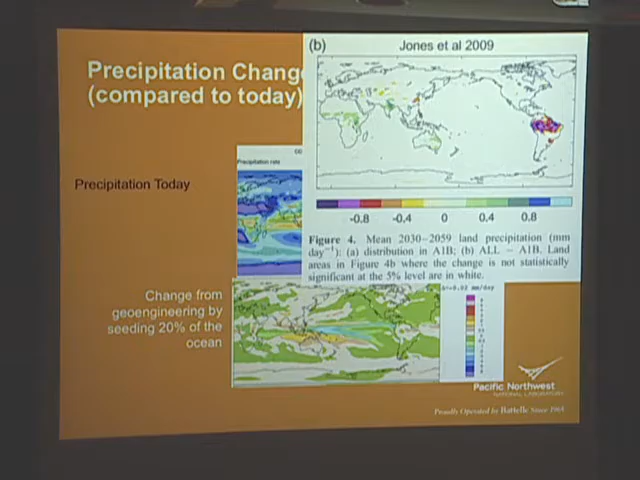 Precipitation Chang
(compared to today)
(b)
Jones et al 2009
Precipitation rate
Precipitation Today
-0.8 -0.4 0 0.4 0.8
Figure 4. Mean 2030–2059 land precipitation (mm
day⁻¹): (a) distribution in A1B; (b) ALL − A1B. Land
areas in Figure 4b where the change is not statistically
significant at the 5% level are in white.
mm/day
Change from
geoengineering by
seeding 20% of the
ocean
Pacific Northwest
NATIONAL LABORATORY
Proudly Operated by Battelle Since 1965